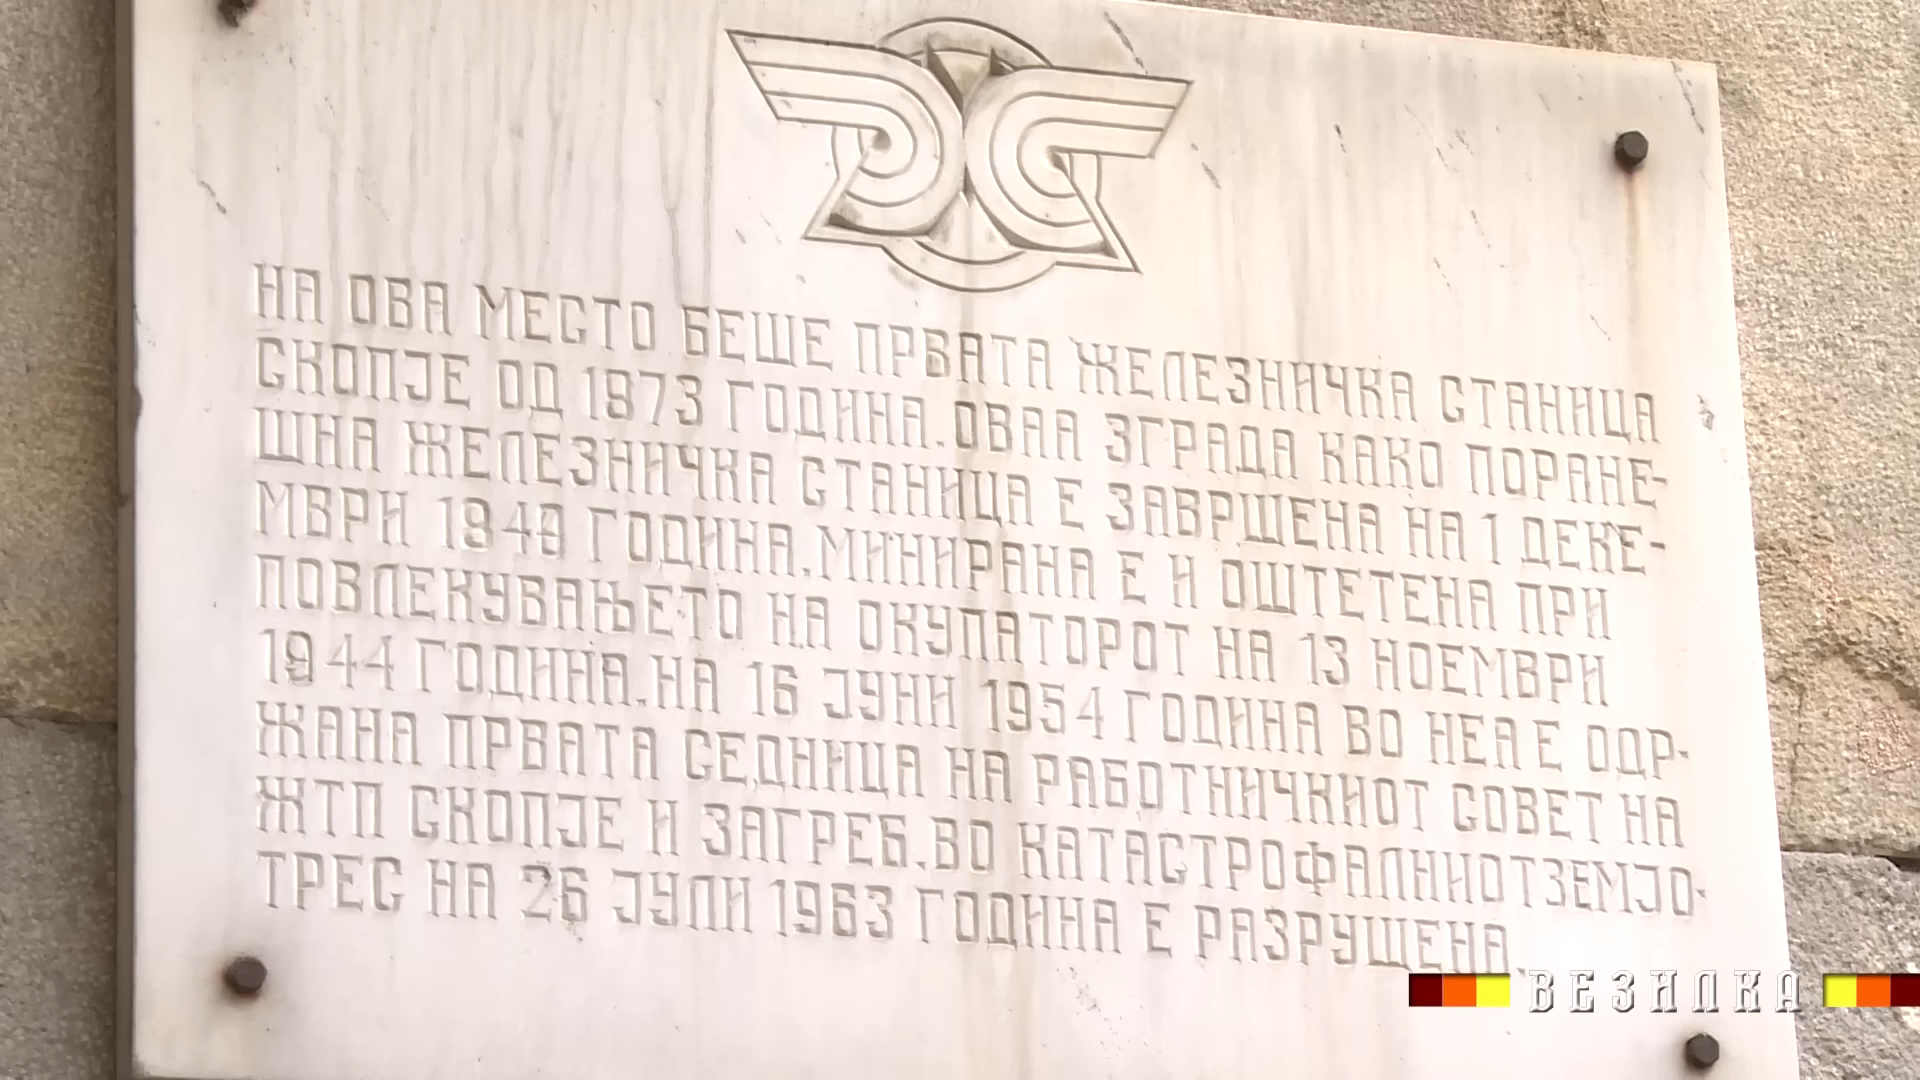 НА ОВА МЕСТО БЕШЕ ПРВАТА ЖЕЛЕЗНИЧКА СТАНИЦА
СКОПЈЕ ОД 1873 ГОДИНА. ОВАА ЗГРАДА КАКО ПОРАНЕ-
ШНА ЖЕЛЕЗНИЧКА СТАНИЦА Е ЗАВРШЕНА НА 1 ДЕКЕ-
МВРИ 1940 ГОДИНА. МИНИРАНА Е И ОШТЕТЕНА ПРИ
ПОВЛЕКУВАЊЕТО НА ОКУПАТОРОТ НА 13 НОЕМВРИ
1944 ГОДИНА. НА 16 ЈУНИ 1954 ГОДИНА ВО НЕА Е ОДР-
ЖАНА ПРВАТА СЕДНИЦА НА РАБОТНИЧКИОТ СОВЕТ НА
ЖТП СКОПЈЕ И ЗАГРЕБ. ВО КАТАСТРОФАЛНИОТ ЗЕМЈО-
ТРЕС НА 26 ЈУЛИ 1963 ГОДИНА Е РАЗРУШЕНА.
ВЕЗИЛКА